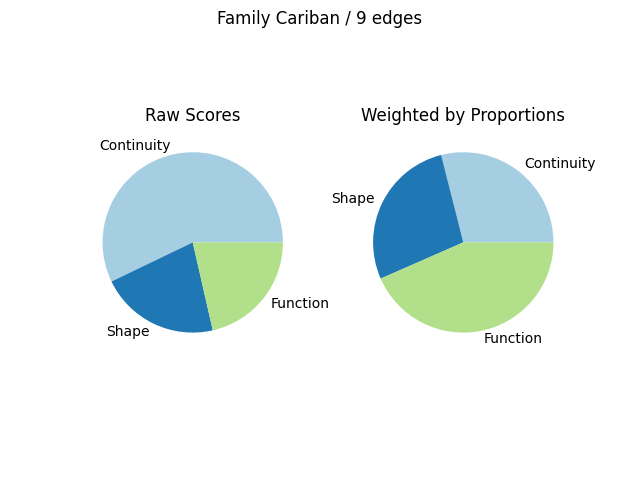 Family Cariban / 9 edges
Raw Scores
Continuity
Shape
Function
Weighted by Proportions
Continuity
Shape
Function